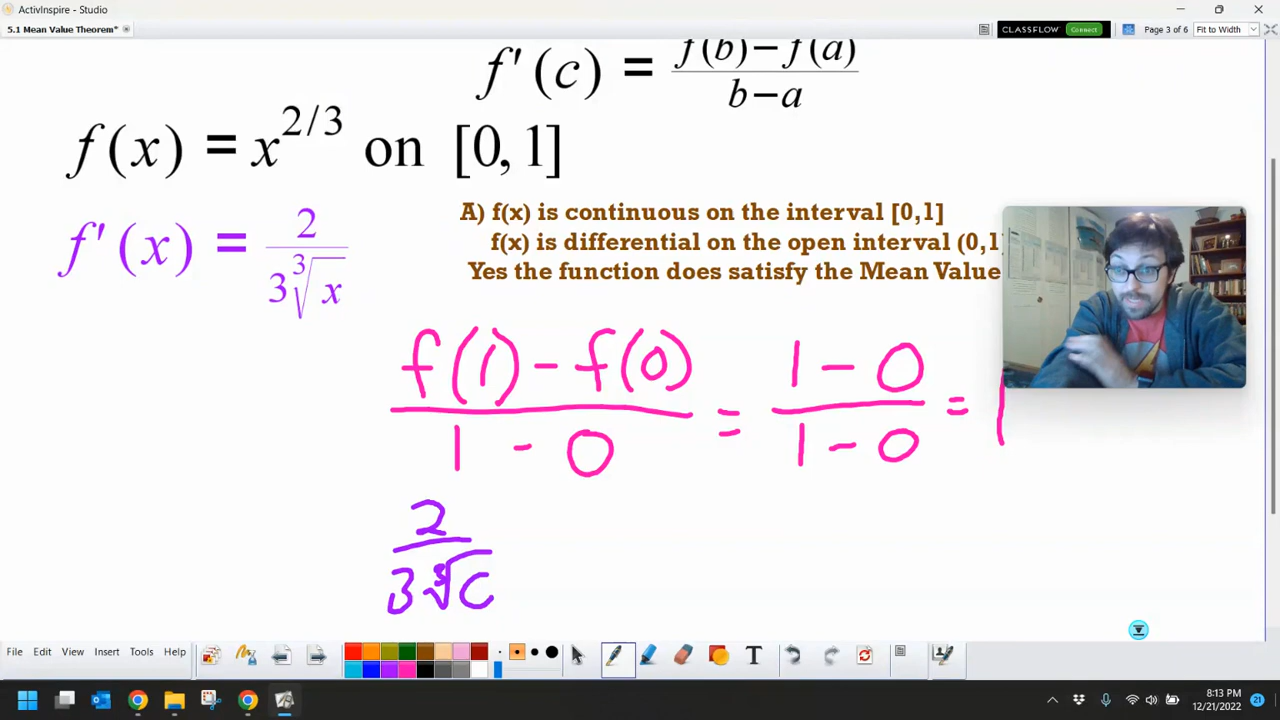 ActivInspire - Studio
5.1 Mean Value Theorem*
CLASSFLOW Connect
Page 3 of 6
Fit to Width
f'(c) = f(b)−f(a) / b−a
f(x) = x^2/3 on [0,1]
f'(x) = 2 / 3∛x
A) f(x) is continuous on the interval [0,1]
f(x) is differential on the open interval (0,1
Yes the function does satisfy the Mean Value
f(1) - f(0) / 1 - 0 = 1 - 0 / 1 - 0 = 1
2 / 3∛c
File Edit View Insert Tools Help
8:13 PM
12/21/2022
21